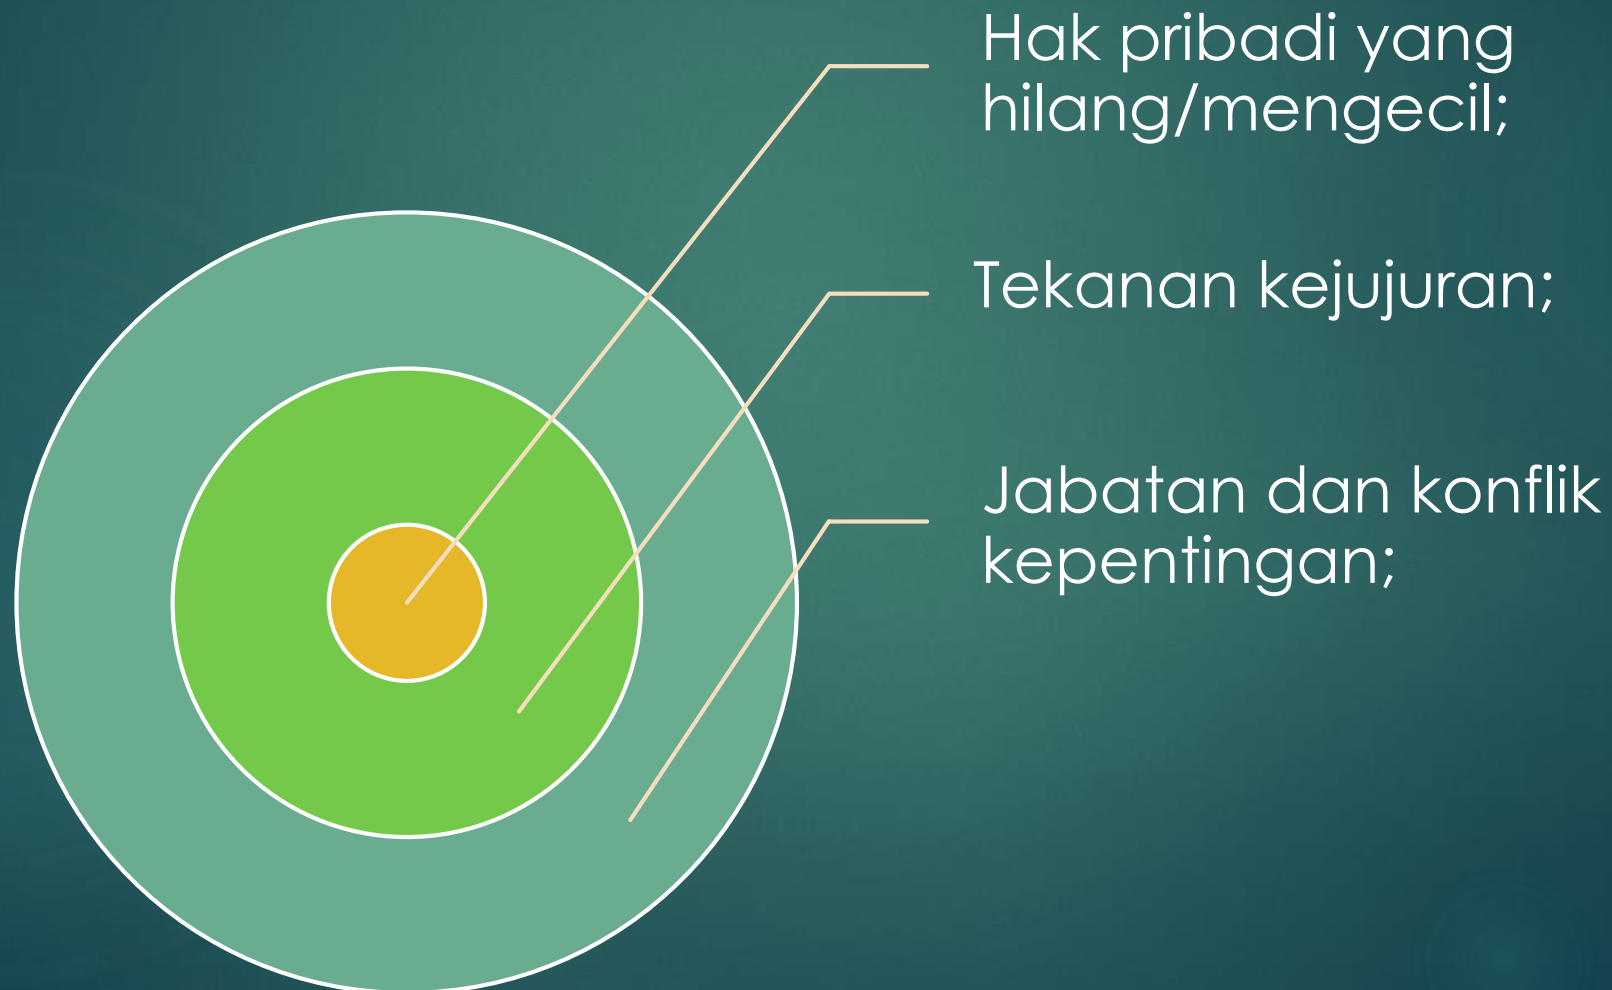 Hak pribadi yang
hilang/mengecil;
Tekanan kejujuran;
Jabatan dan konflik
kepentingan;